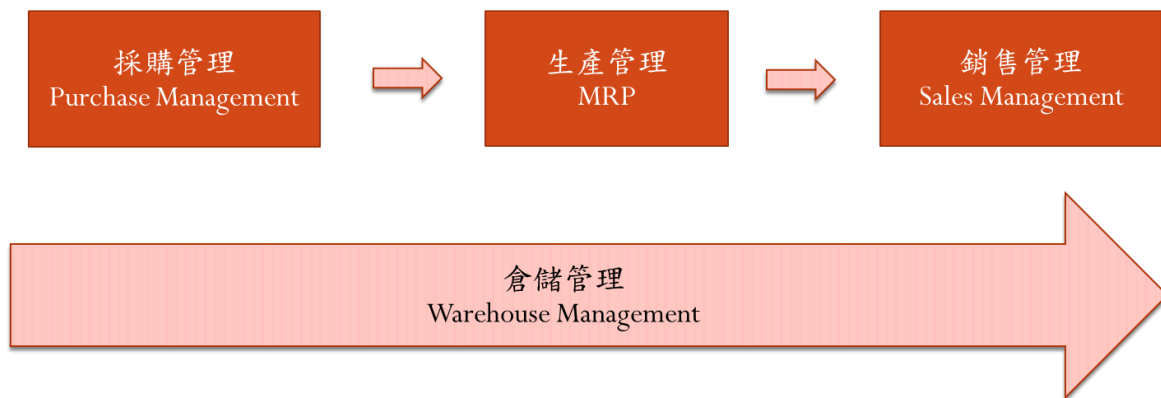 採購管理
Purchase Management
生產管理
MRP
銷售管理
Sales Management
倉儲管理
Warehouse Management